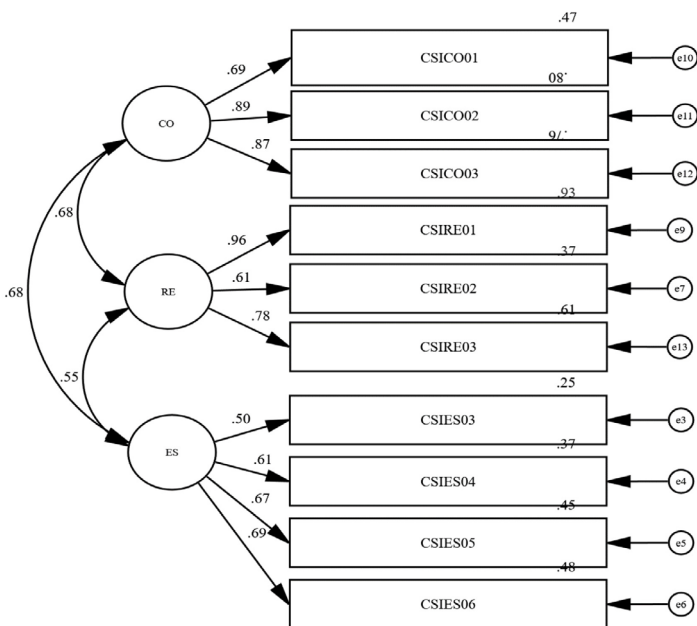 .47
.69
CSICO01
e10
.80
CO
.89
CSICO02
e11
.76
.87
CSICO03
e12
.93
.68
.96
CSIRE01
e9
.37
.68
RE
.61
CSIRE02
e7
.61
.78
CSIRE03
e13
.55
.25
.50
CSIES03
e3
.37
ES
.61
CSIES04
e4
.45
.67
CSIES05
e5
.69
.48
CSIES06
e6